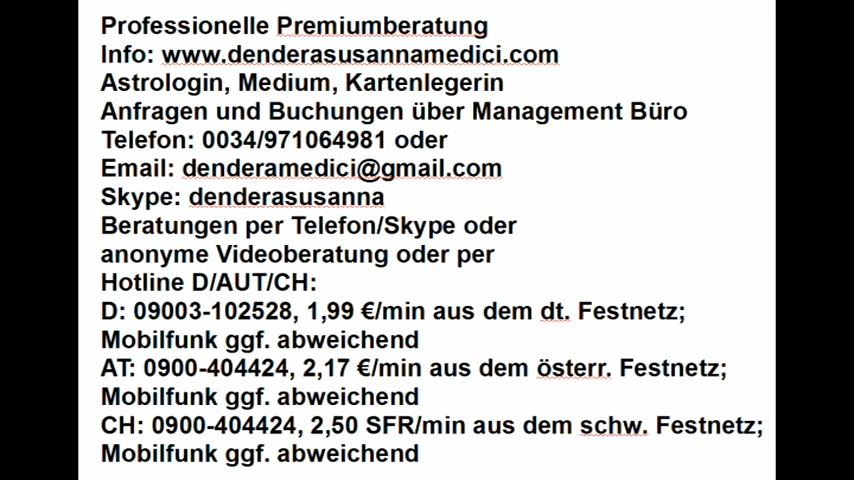 Professionelle Premiumberatung
Info: www.denderasusannamedici.com
Astrologin, Medium, Kartenlegerin
Anfragen und Buchungen über Management Büro
Telefon: 0034/971064981 oder
Email: denderamedici@gmail.com
Skype: denderasusanna
Beratungen per Telefon/Skype oder
anonyme Videoberatung oder per
Hotline D/AUT/CH:
D: 09003-102528, 1,99 €/min aus dem dt. Festnetz;
Mobilfunk ggf. abweichend
AT: 0900-404424, 2,17 €/min aus dem österr. Festnetz;
Mobilfunk ggf. abweichend
CH: 0900-404424, 2,50 SFR/min aus dem schw. Festnetz;
Mobilfunk ggf. abweichend